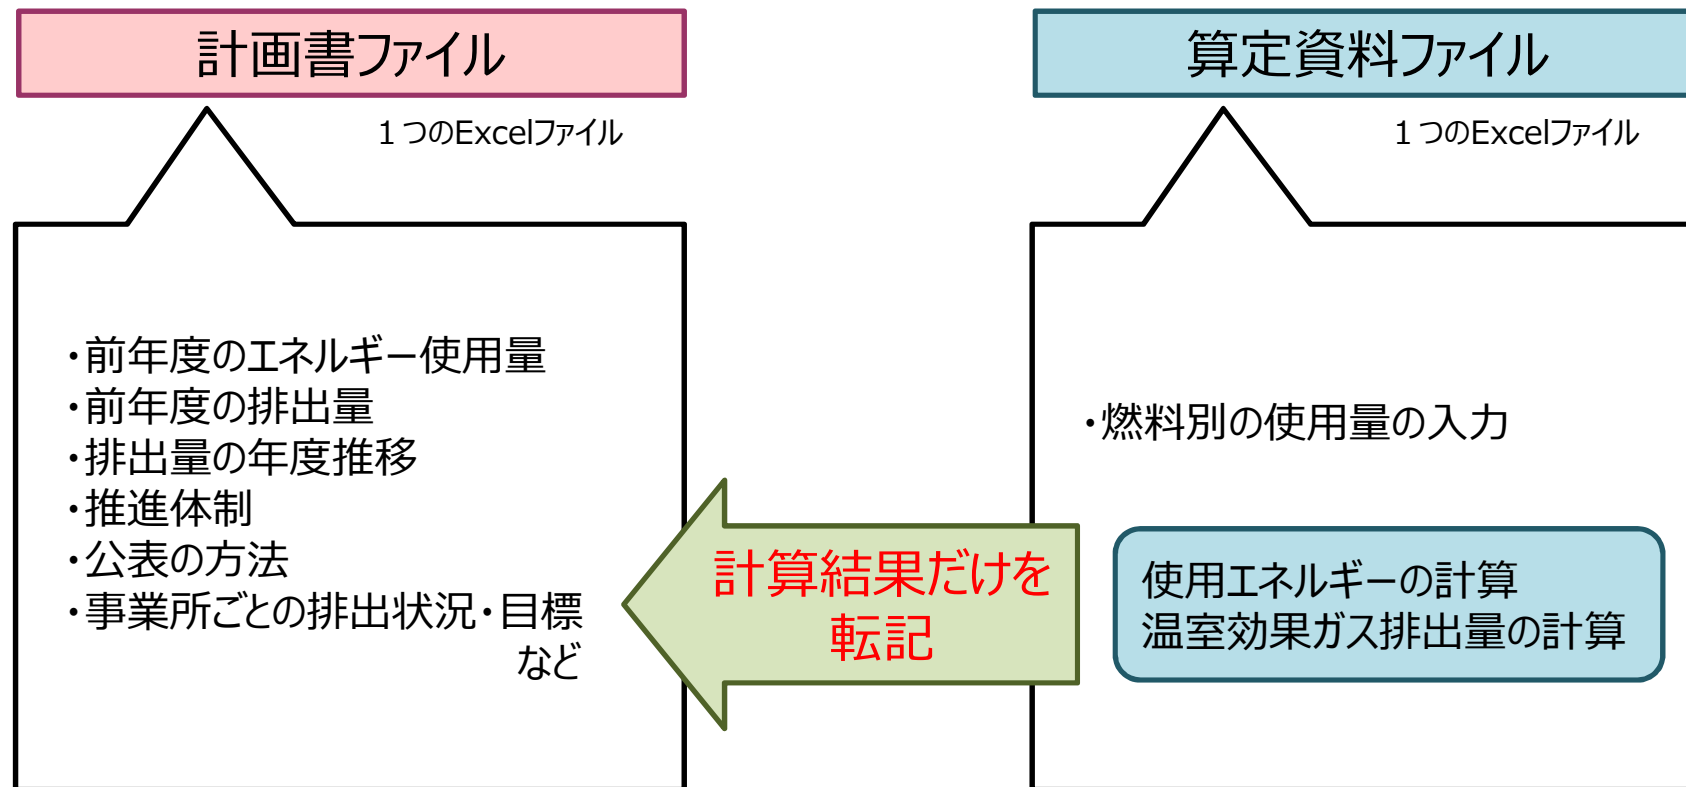 計画書ファイル
１つのExcelファイル
・前年度のエネルギー使用量
・前年度の排出量
・排出量の年度推移
・推進体制
・公表の方法
・事業所ごとの排出状況・目標
など
計算結果だけを
転記
算定資料ファイル
１つのExcelファイル
・燃料別の使用量の入力
使用エネルギーの計算
温室効果ガス排出量の計算